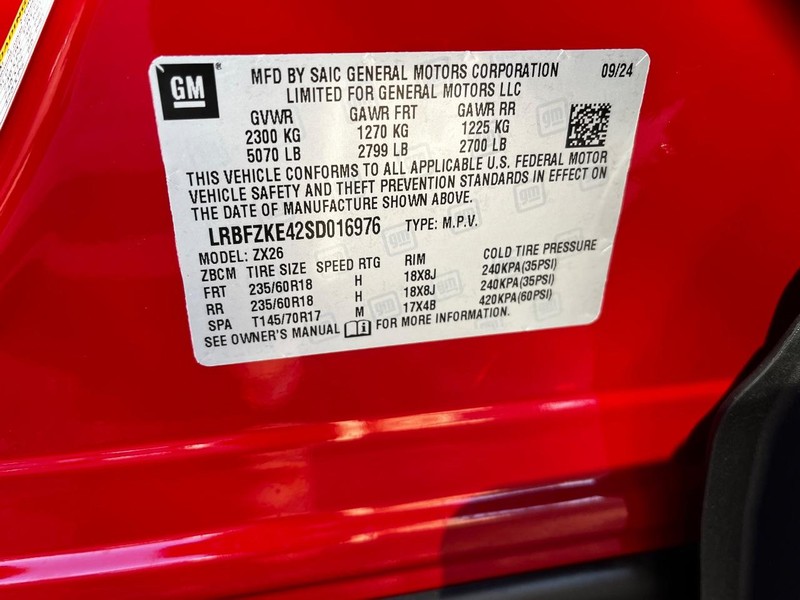 GM
MFD BY SAIC GENERAL MOTORS CORPORATION 09/24
LIMITED FOR GENERAL MOTORS LLC
GVWR GAWR FRT GAWR RR
2300 KG 1270 KG 1225 KG
5070 LB 2799 LB 2700 LB
THIS VEHICLE CONFORMS TO ALL APPLICABLE U.S. FEDERAL MOTOR
VEHICLE SAFETY AND THEFT PREVENTION STANDARDS IN EFFECT ON
THE DATE OF MANUFACTURE SHOWN ABOVE.
LRBFZKE42SD016976 TYPE: M.P.V.
MODEL: ZX26
ZBCM TIRE SIZE SPEED RTG RIM COLD TIRE PRESSURE
FRT 235/60R18 H 18X8J 240KPA(35PSI)
RR 235/60R18 H 18X8J 240KPA(35PSI)
SPA T145/70R17 M 17X4B 420KPA(60PSI)
SEE OWNER'S MANUAL FOR MORE INFORMATION.